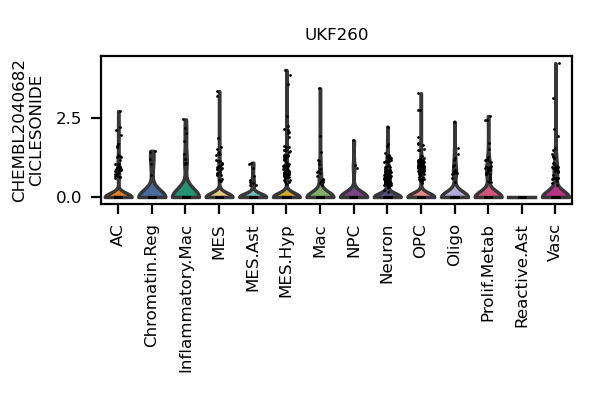 UKF260
CHEMBL2040682
CICLESONIDE
2.5
0.0
AC
Chromatin.Reg
Inflammatory.Mac
MES
MES.Ast
MES.Hyp
Mac
NPC
Neuron
OPC
Oligo
Prolif.Metab
Reactive.Ast
Vasc